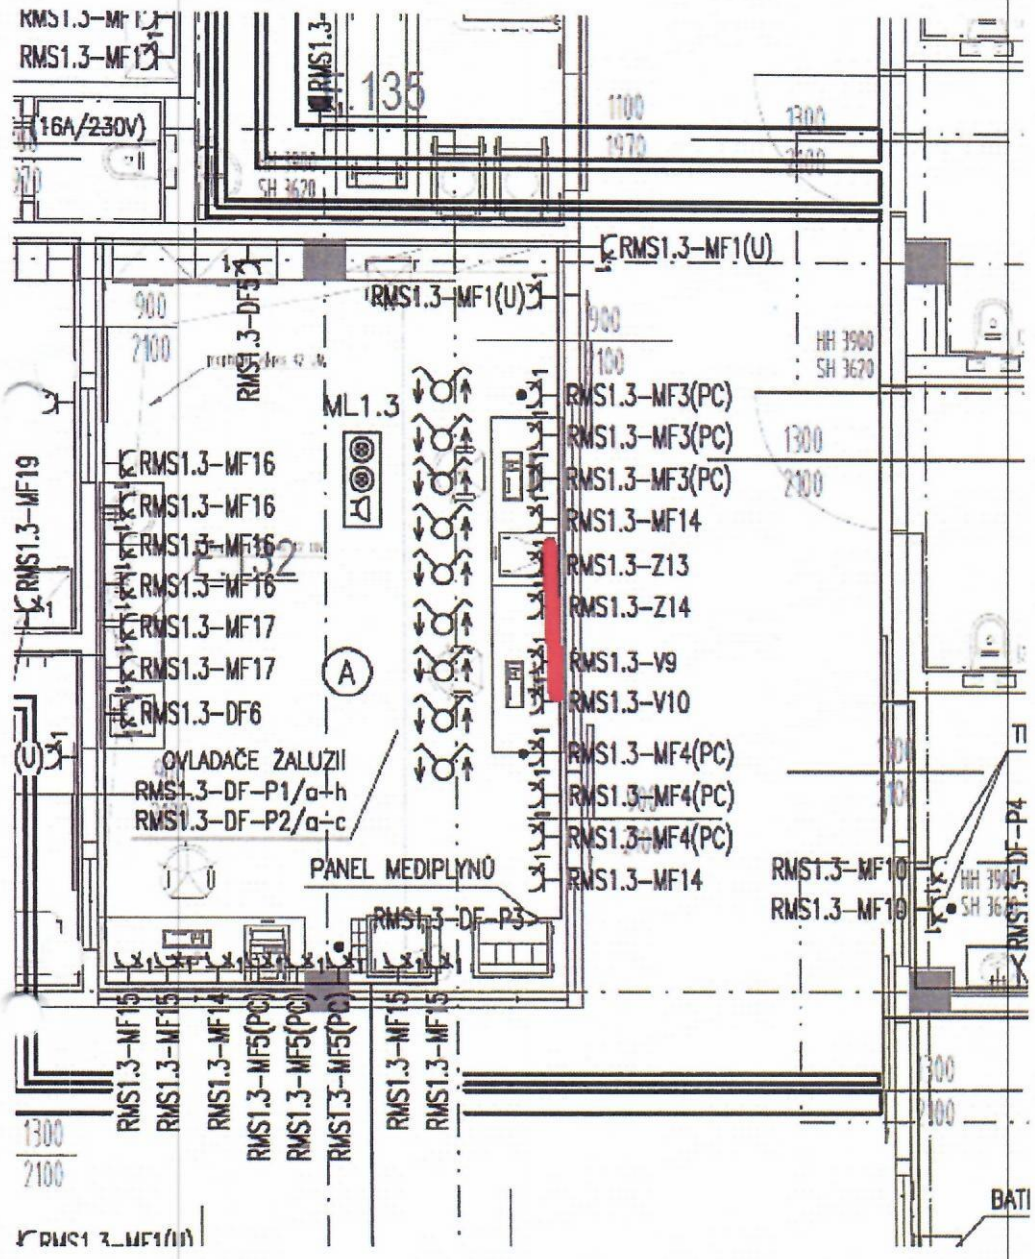 RMS1.3-MF1
RMS1.3
(16A/230V)
135
1100
1970
1300
2100
HH 3900
SH 3620
RMS1.3-MF1(U)
RMS1.3-DF5
RMS1.3-MF1(U)
900
2100
900
2100
HH 3900
SH 3620
ML1.3
RMS1.3-MF3(PC)
RMS1.3-MF3(PC)
RMS1.3-MF3(PC)
RMS1.3-MF14
RMS1.3-Z13
RMS1.3-Z14
RMS1.3-V9
RMS1.3-V10
RMS1.3-MF4(PC)
RMS1.3-MF4(PC)
RMS1.3-MF4(PC)
RMS1.3-MF14
1300
2100
RMS1.3-MF19
RMS1.3-MF16
RMS1.3-MF16
RMS1.3-MF16
RMS1.3-MF16
RMS1.3-MF17
RMS1.3-MF17
RMS1.3-DF6
A
(U)
OVLADAČE ŽALUZIÍ
RMS1.3-DF-P1/a-h
RMS1.3-DF-P2/a-c
PANEL MEDIPLYNŮ
RMS1.3-DF-P3
TI
RMS1.3-MF10
RMS1.3-MF10
HH 3900
SH 3620
RMS1.3-DF-P4
RMS1.3-MF15
RMS1.3-MF15
RMS1.3-MF14
RMS1.3-MF5(PC)
RMS1.3-MF5(PC)
RMS1.3-MF5(PC)
RMS1.3-MF15
RMS1.3-MF15
1300
2100
1300
2100
BATI
RMS1.3-MF1(U)